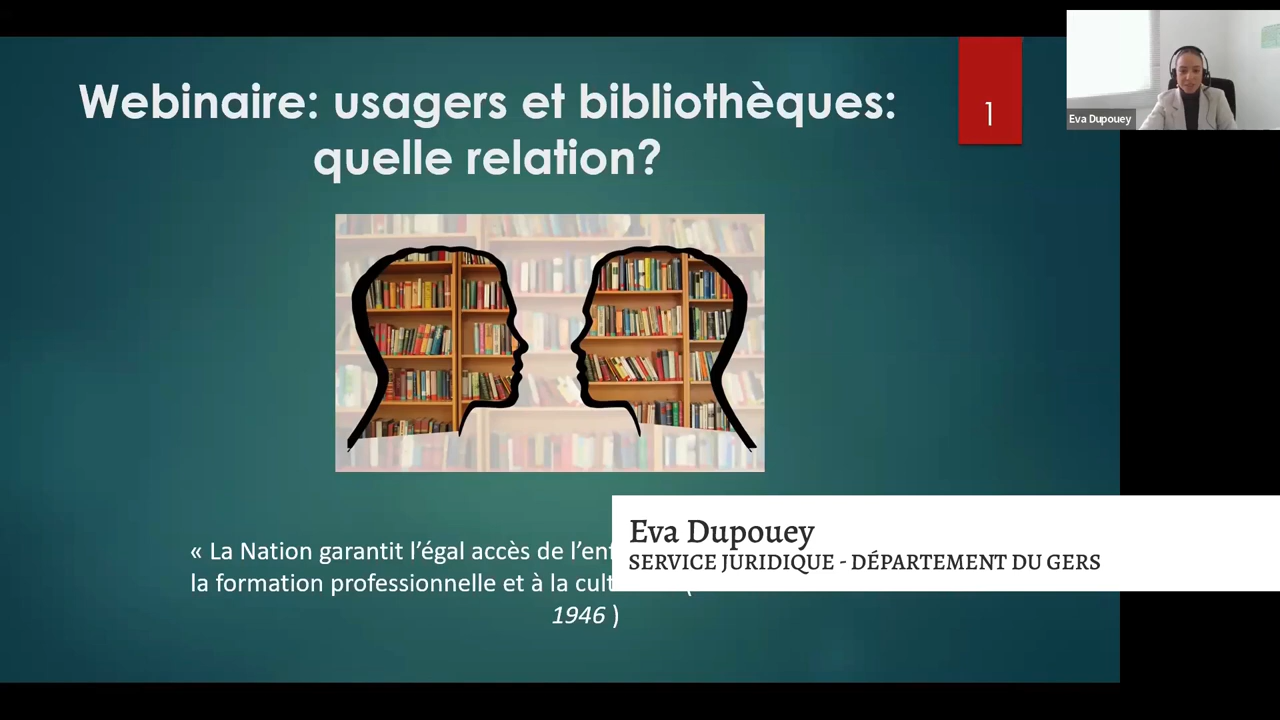 Webinaire: usagers et bibliothèques:
quelle relation?
1
Eva Dupouey
« La Nation garantit l’égal accès de l’en
la formation professionnelle et à la cult
1946 )
Eva Dupouey
SERVICE JURIDIQUE - DÉPARTEMENT DU GERS